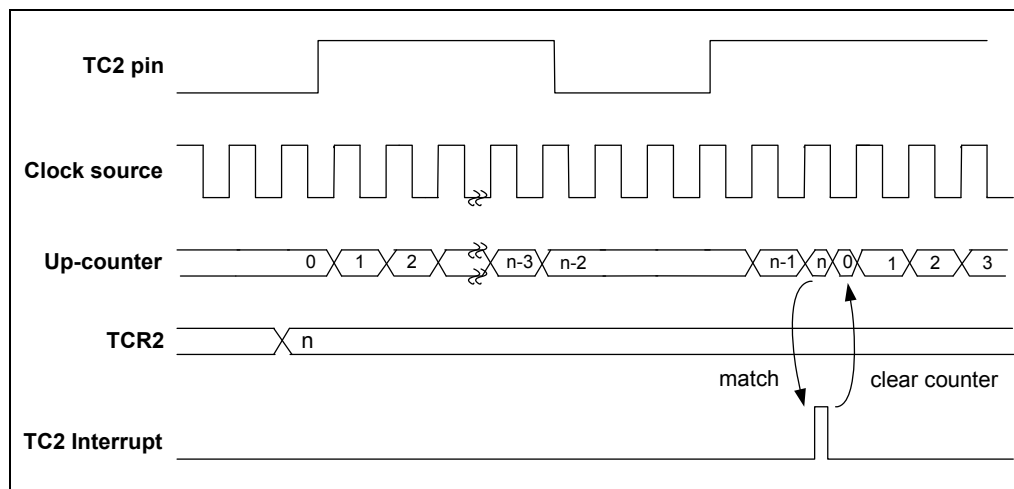 TC2 pin
Clock source
Up-counter 0 1 2 n-3 n-2 n-1 n 0 1 2 3
TCR2 n
match clear counter
TC2 Interrupt